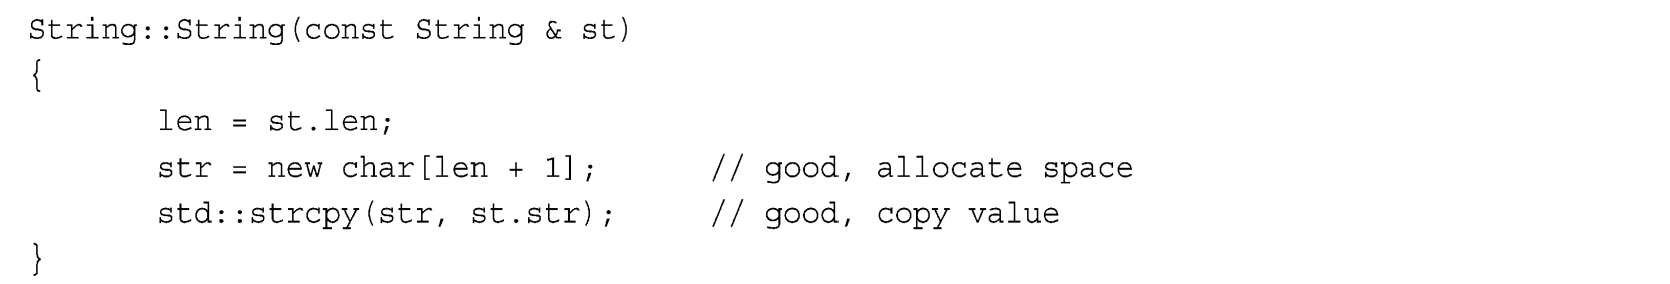 String::String(const String & st)
{
len = st.len;
str = new char[len + 1]; // good, allocate space
std::strcpy(str, st.str); // good, copy value
}